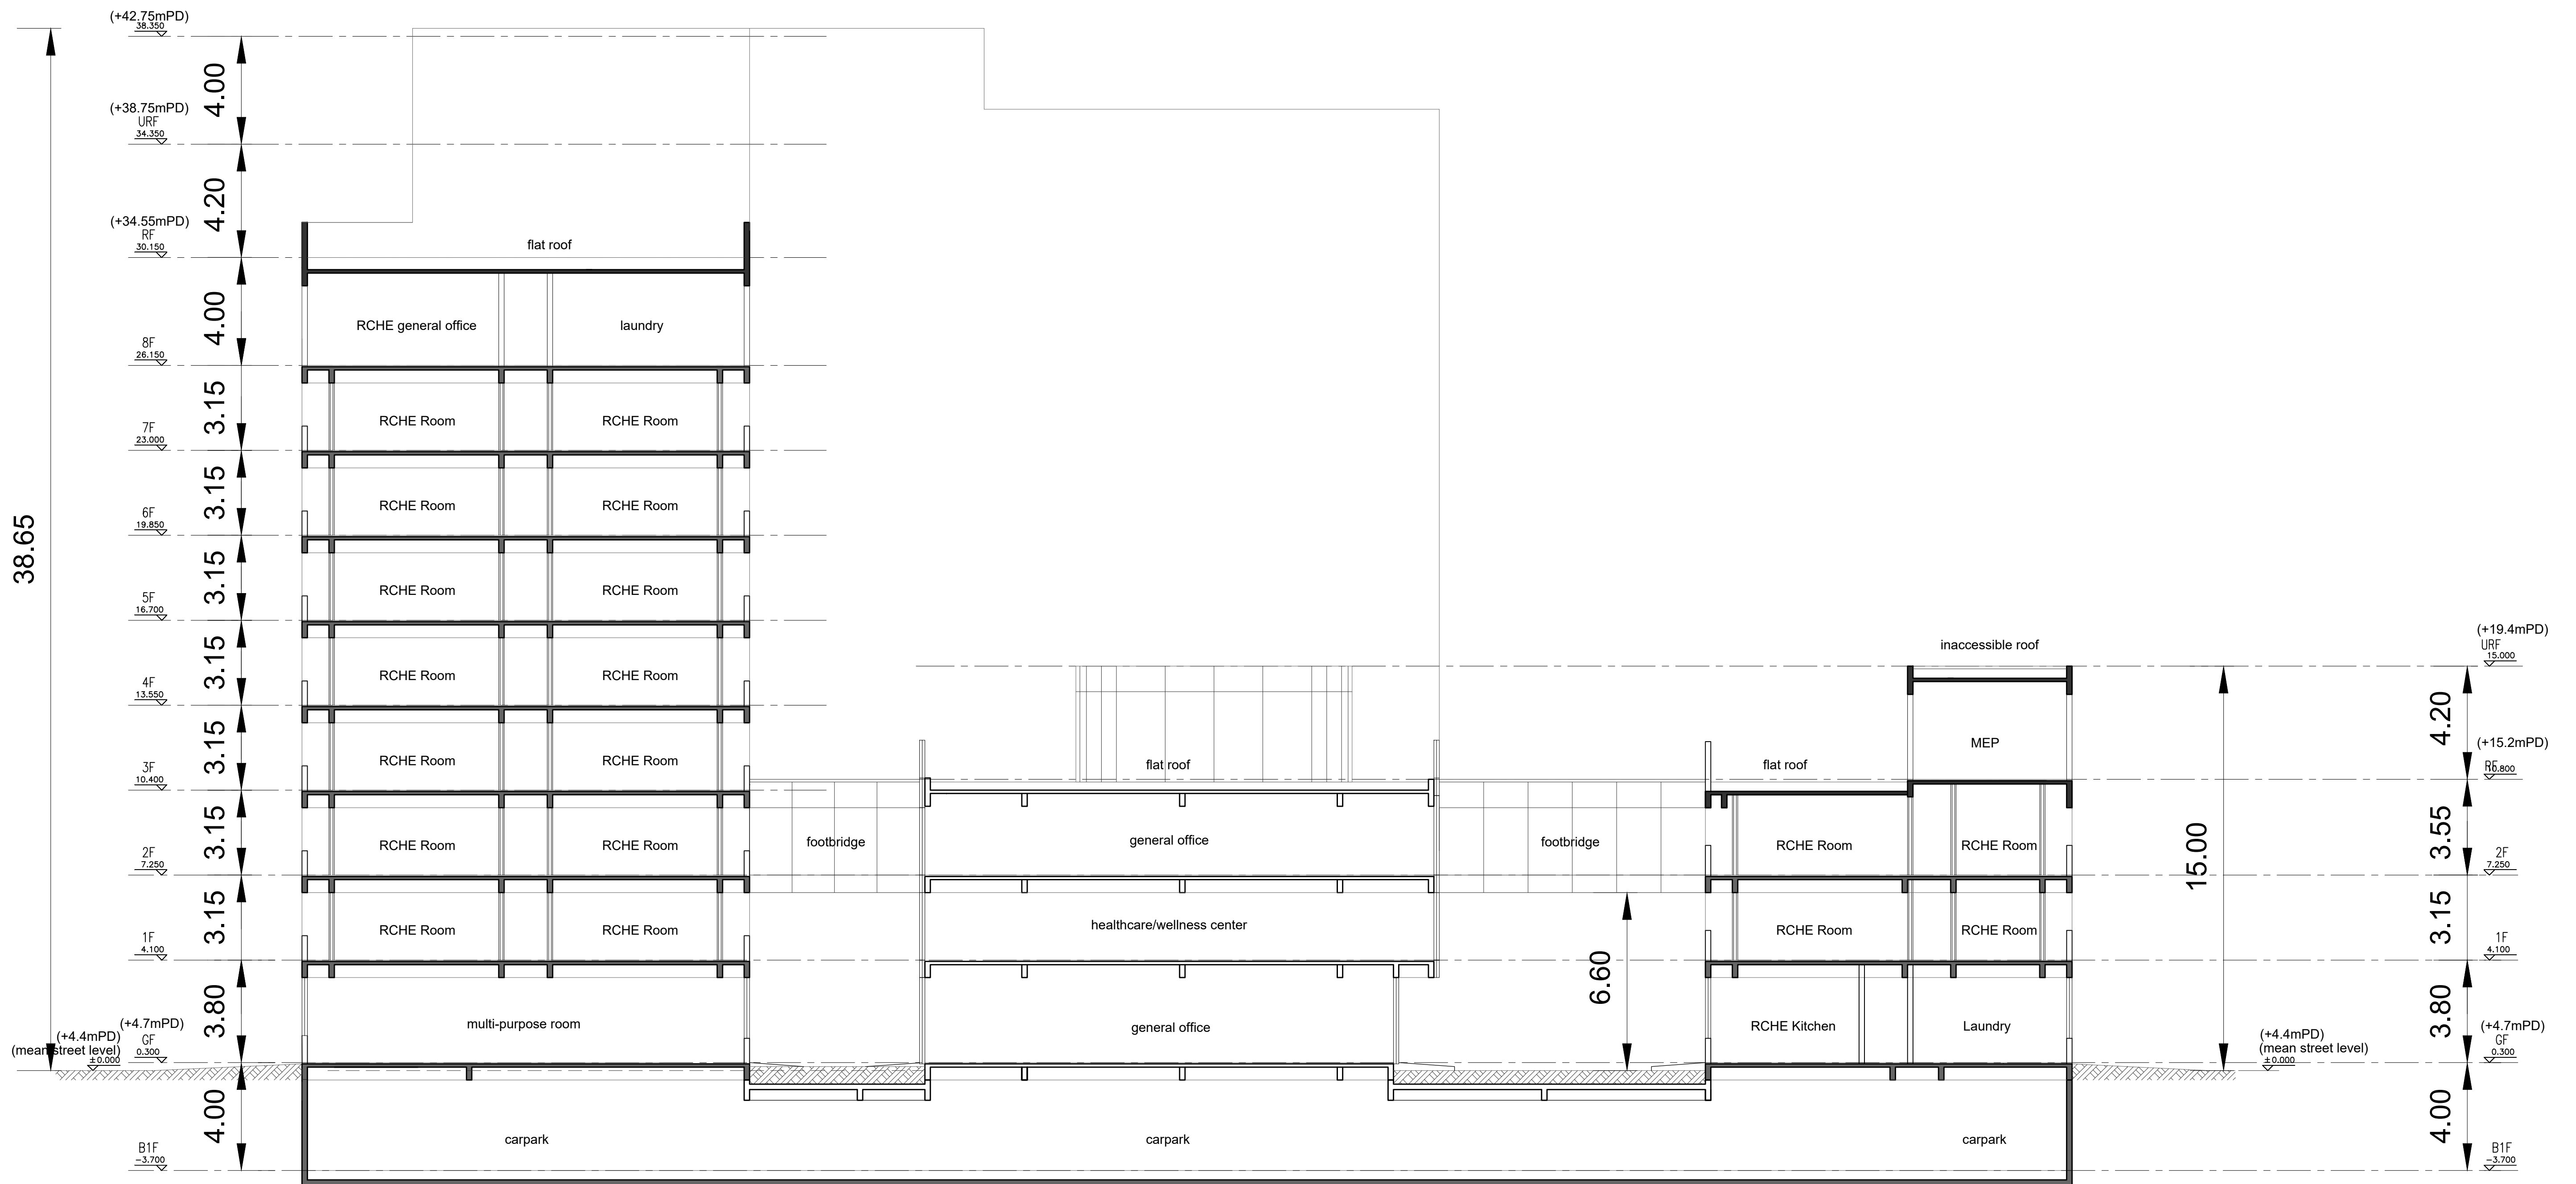 (+42.75mPD)
38.350
4.00
(+38.75mPD)
URF
34.350
4.20
(+34.55mPD)
RF
30.150
flat roof
4.00
RCHE general office
laundry
8F
26.150
3.15
RCHE Room
RCHE Room
7F
23.000
3.15
RCHE Room
RCHE Room
6F
19.850
38.65
3.15
RCHE Room
RCHE Room
5F
16.700
3.15
RCHE Room
RCHE Room
4F
13.550
3.15
RCHE Room
RCHE Room
3F
10.400
3.15
RCHE Room
RCHE Room
2F
7.250
3.15
RCHE Room
RCHE Room
1F
4.100
3.80
multi-purpose room
(+4.7mPD)
GF
0.300
(+4.4mPD)
(mean street level)
±0.000
4.00
carpark
B1F
-3.700
footbridge
flat roof
general office
healthcare/wellness center
general office
carpark
footbridge
6.60
inaccessible roof
MEP
flat roof
RCHE Room
RCHE Room
RCHE Room
RCHE Room
RCHE Kitchen
Laundry
carpark
15.00
(+4.4mPD)
(mean street level)
±0.000
(+19.4mPD)
URF
15.000
4.20
(+15.2mPD)
RF
10.800
3.55
2F
7.250
3.15
1F
4.100
3.80
(+4.7mPD)
GF
0.300
4.00
B1F
-3.700